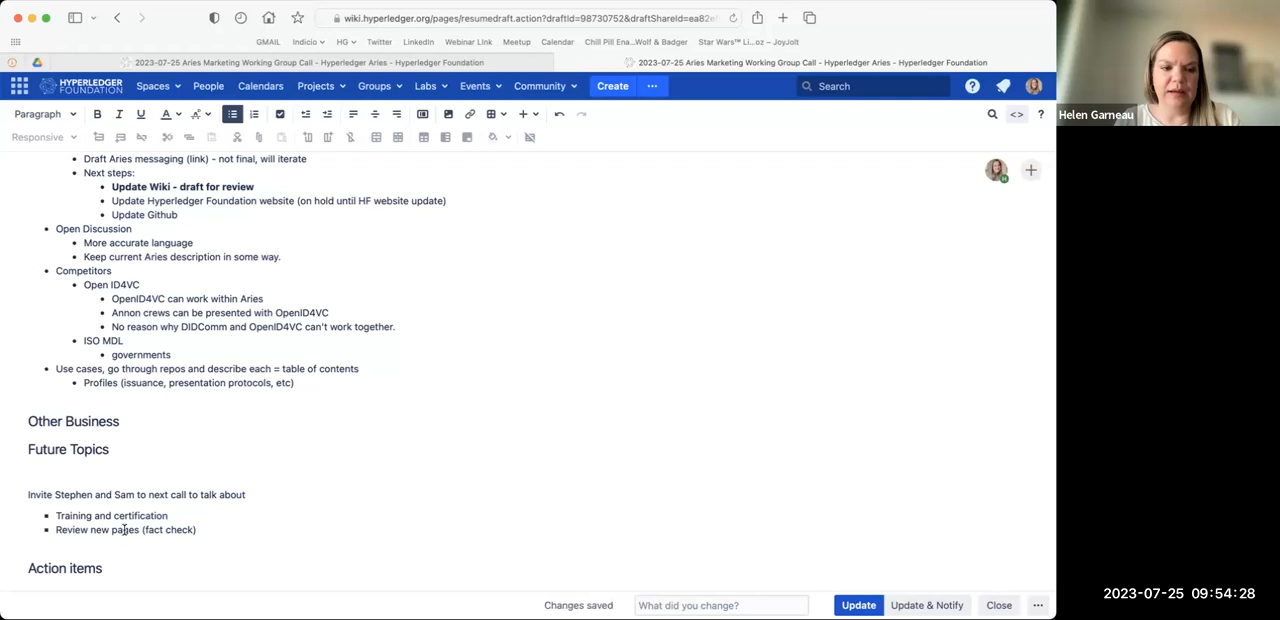 wiki.hyperledger.org/pages/resumedraft.action?draftId=98730752&draftShareId=ea82e
GMAIL Indicio HG Twitter LinkedIn Webinar LInk Meetup Calendar Chill Pill Ena...Wolf & Badger Star Wars™ Li...oz – JoyJolt
2023-07-25 Aries Marketing Working Group Call - Hyperledger Aries - Hyperledger Foundation
2023-07-25 Aries Marketing Working Group Call - Hyperledger Aries - Hyperledger Foundation
HYPERLEDGER FOUNDATION Spaces People Calendars Projects Groups Labs Events Community Create ••• Search
Helen Garneau
Paragraph B I U A
Responsive
Draft Aries messaging (link) - not final, will iterate
Next steps:
Update Wiki - draft for review
Update Hyperledger Foundation website (on hold until HF website update)
Update Github
Open Discussion
More accurate language
Keep current Aries description in some way.
Competitors
Open ID4VC
OpenID4VC can work within Aries
Annon crews can be presented with OpenID4VC
No reason why DIDComm and OpenID4VC can't work together.
ISO MDL
governments
Use cases, go through repos and describe each = table of contents
Profiles (issuance, presentation protocols, etc)
Other Business
Future Topics
Invite Stephen and Sam to next call to talk about
Training and certification
Review new pages (fact check)
Action items
Changes saved What did you change? Update Update & Notify Close •••
2023-07-25 09:54:28